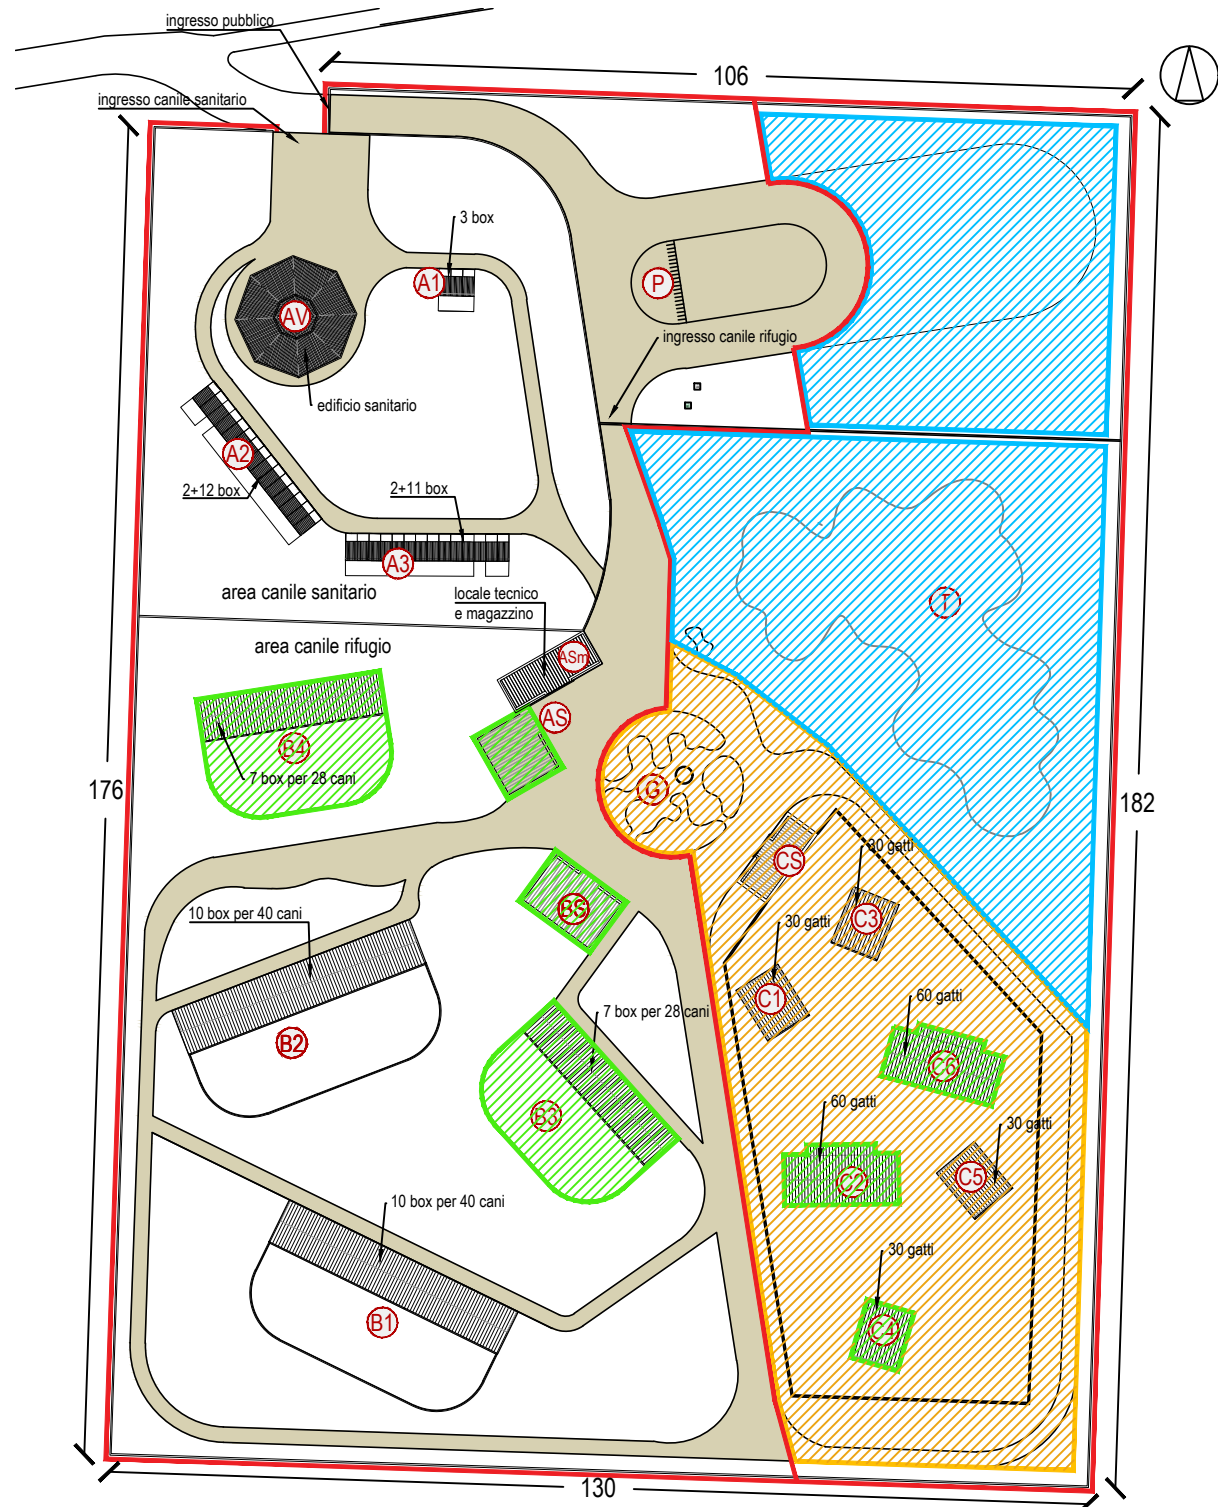 ingresso pubblico
106
ingresso canile sanitario
3 box
A1
P
AV
ingresso canile rifugio
edificio sanitario
A2
2+12 box
2+11 box
A3
area canile sanitario
locale tecnico
e magazzino
T
area canile rifugio
ASm
AS
B4
7 box per 28 cani
176
G
182
CS
30 gatti
10 box per 40 cani
BS
C3
30 gatti
C1
60 gatti
7 box per 28 cani
B2
C6
B3
60 gatti
30 gatti
C2
C5
10 box per 40 cani
30 gatti
B1
C4
130